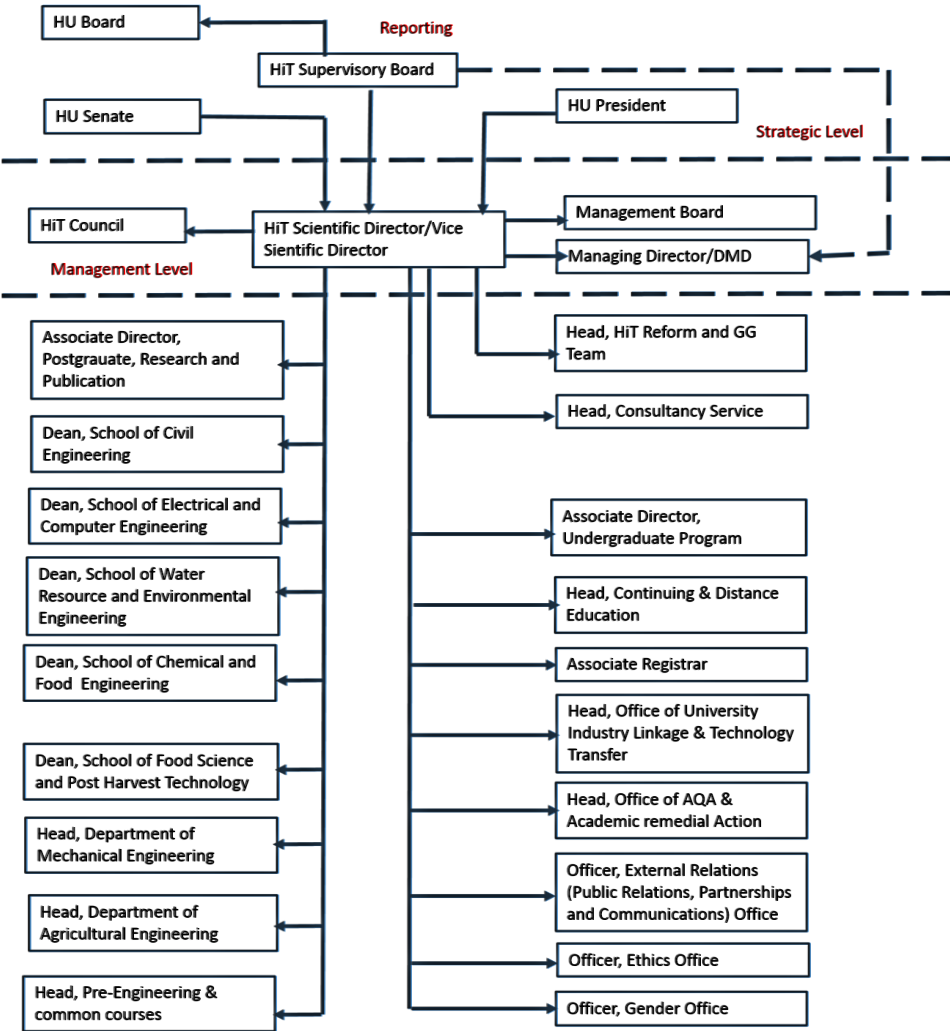 HU Board
Reporting
HiT Supervisory Board
HU Senate
HU President
Strategic Level
HiT Council
HiT Scientific Director/Vice
Sientific Director
Management Board
Managing Director/DMD
Management Level
Associate Director,
Postgrauate, Research and
Publication
Dean, School of Civil
Engineering
Dean, School of Electrical and
Computer Engineering
Dean, School of Water
Resource and Environmental
Engineering
Dean, School of Chemical and
Food Engineering
Dean, School of Food Science
and Post Harvest Technology
Head, Department of
Mechanical Engineering
Head, Department of
Agricultural Engineering
Head, Pre-Engineering &
common courses
Head, HiT Reform and GG
Team
Head, Consultancy Service
Associate Director,
Undergraduate Program
Head, Continuing & Distance
Education
Associate Registrar
Head, Office of University
Industry Linkage & Technology
Transfer
Head, Office of AQA &
Academic remedial Action
Officer, External Relations
(Public Relations, Partnerships
and Communications) Office
Officer, Ethics Office
Officer, Gender Office